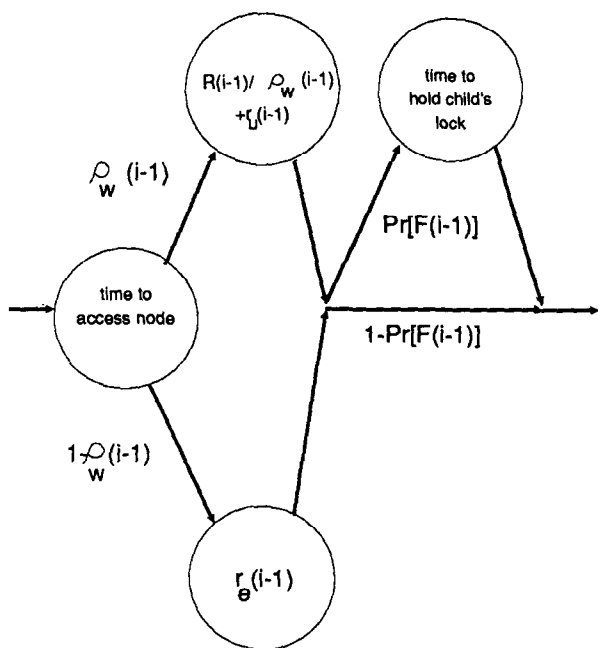 R(i-1)/ ρw (i-1)
+ru(i-1)
time to
hold child's
lock
ρw (i-1)
Pr[F(i-1)]
time to
access node
1-Pr[F(i-1)]
1-ρw(i-1)
re(i-1)